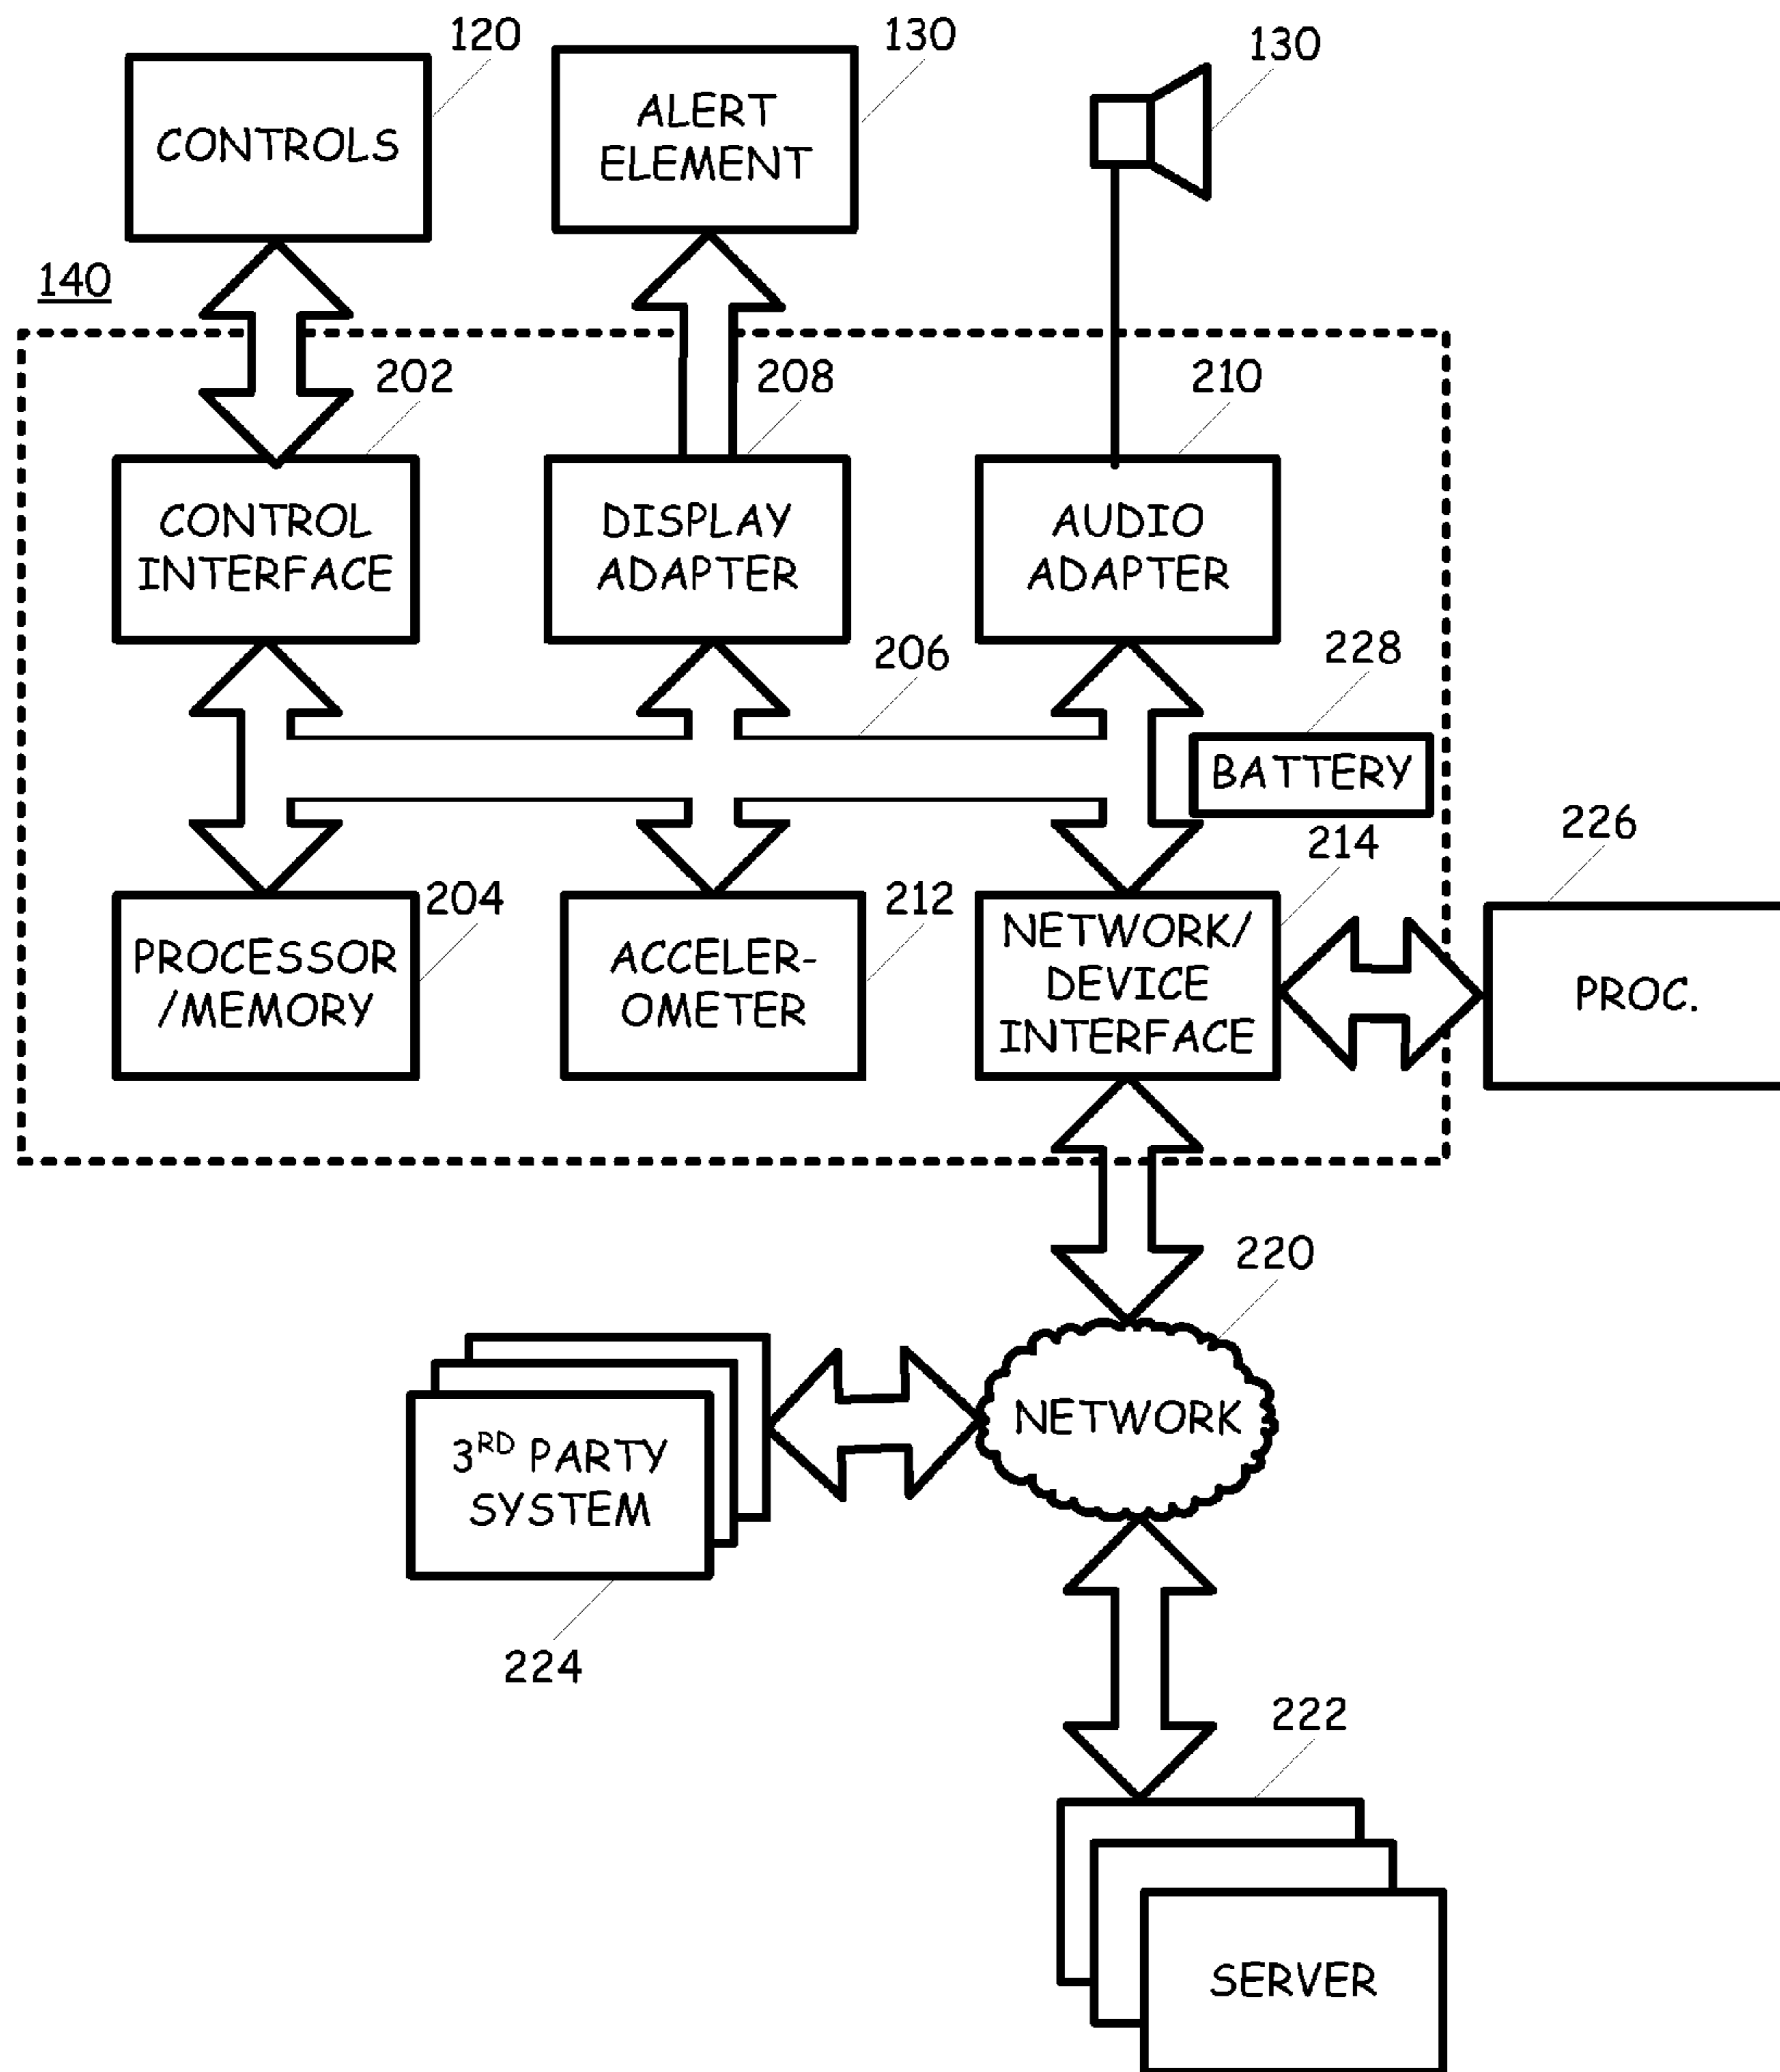 120
130
130
CONTROLS
ALERT
ELEMENT
140
202
208
210
CONTROL
INTERFACE
DISPLAY
ADAPTER
AUDIO
ADAPTER
206
228
BATTERY
226
214
204
212
PROCESSOR
/MEMORY
ACCELER-
OMETER
NETWORK/
DEVICE
INTERFACE
PROC.
220
NETWORK
3RD PARTY
SYSTEM
224
222
SERVER